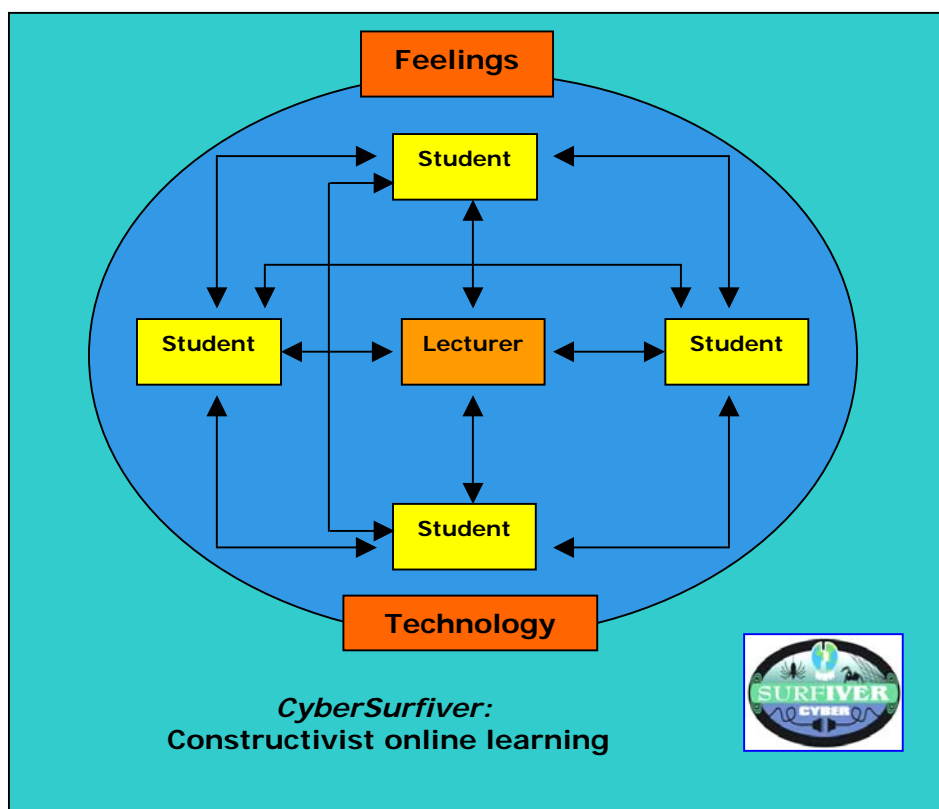 Feelings
Student
Student
Lecturer
Student
Student
Technology
CyberSurfiver:
Constructivist online learning
SURFIVER
CYBER